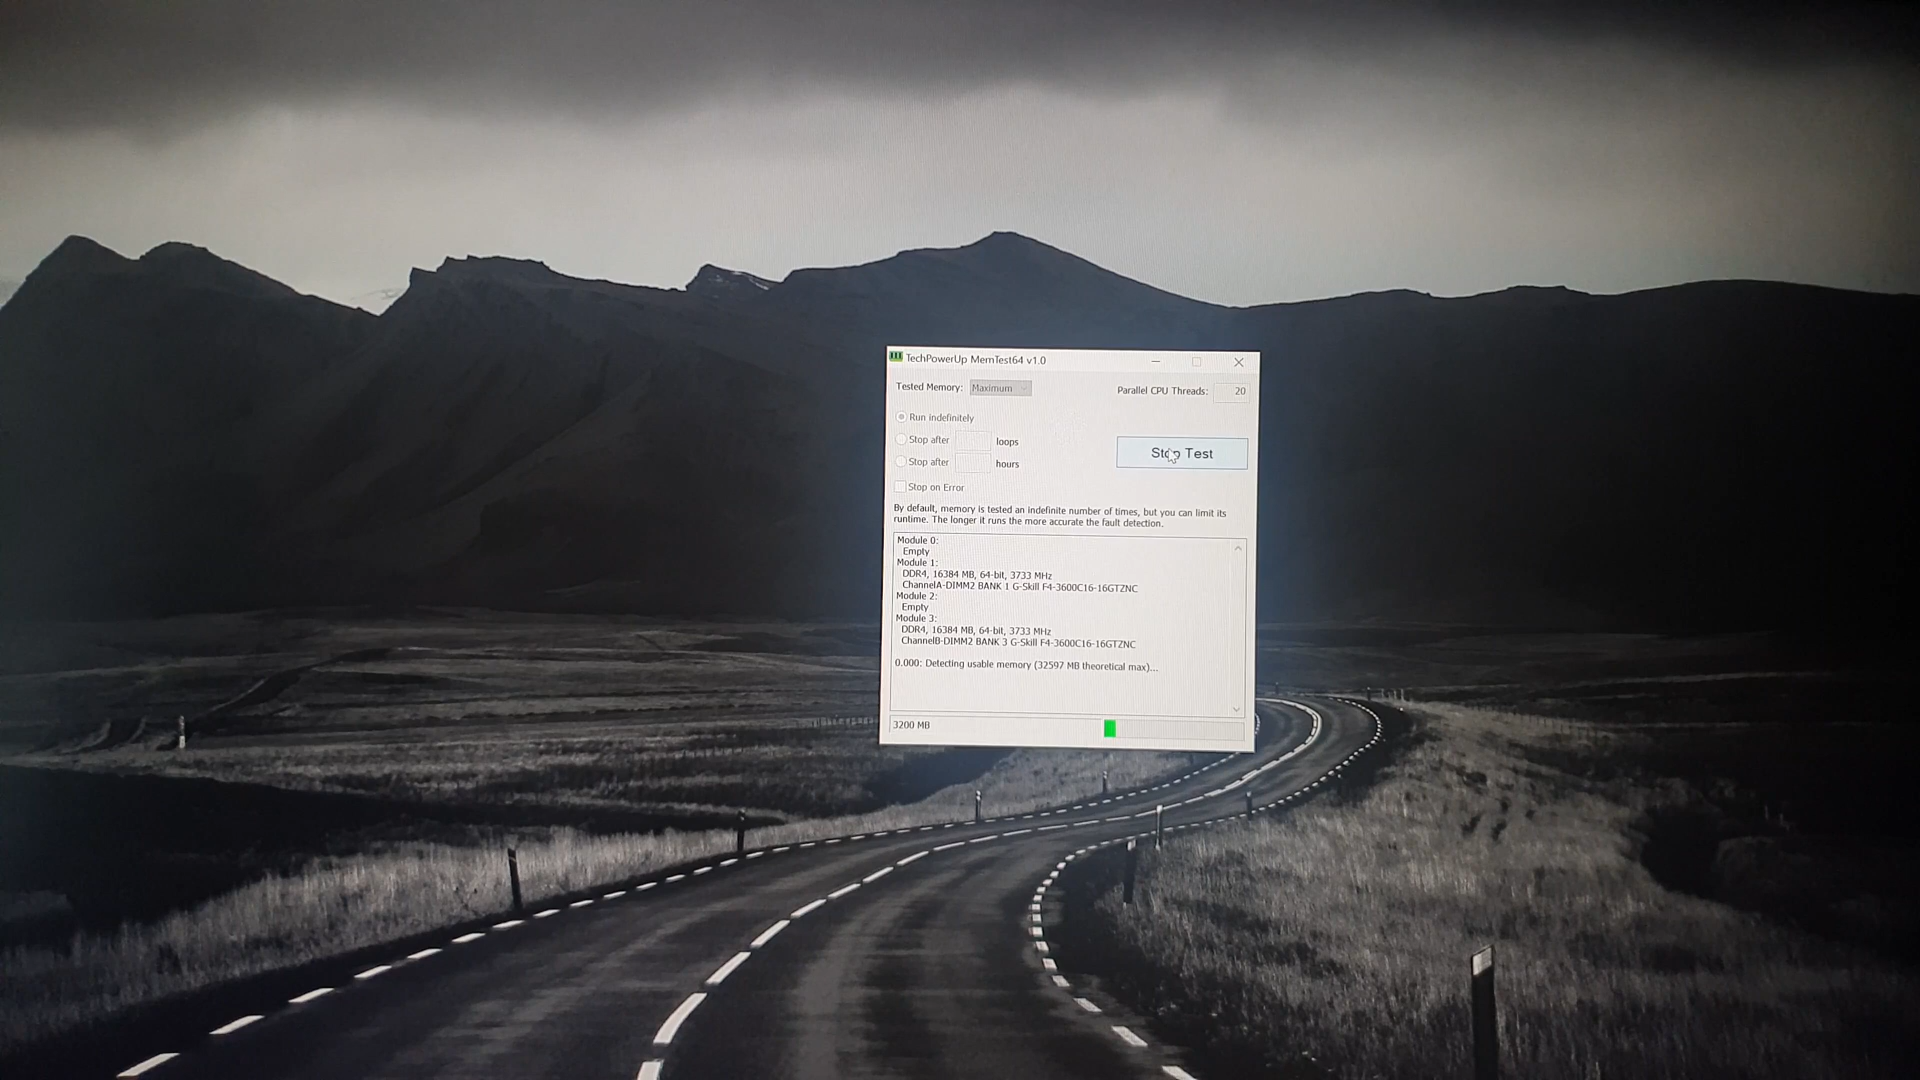 TechPowerUp MemTest64 v1.0
Tested Memory: Maximum
Parallel CPU Threads: 20
Run indefinitely
Stop after loops
Stop after hours
Stop Test
Stop on Error
By default, memory is tested an indefinite number of times, but you can limit its
runtime. The longer it runs the more accurate the fault detection.
Module 0:
Empty
Module 1:
DDR4, 16384 MB, 64-bit, 3733 MHz
ChannelA-DIMM2 BANK 1 G-Skill F4-3600C16-16GTZNC
Module 2:
Empty
Module 3:
DDR4, 16384 MB, 64-bit, 3733 MHz
ChannelB-DIMM2 BANK 3 G-Skill F4-3600C16-16GTZNC
0.000: Detecting usable memory (32597 MB theoretical max)...
3200 MB